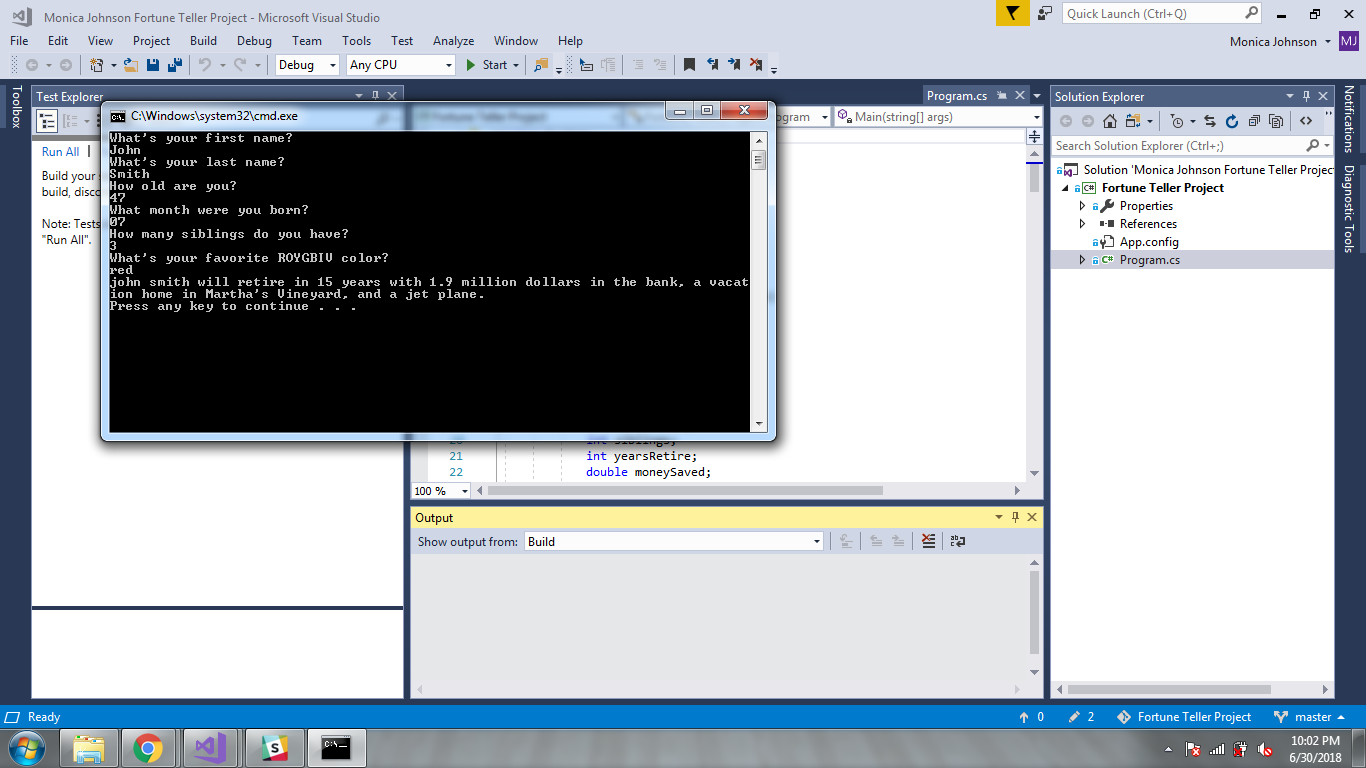 Monica Johnson Fortune Teller Project - Microsoft Visual Studio
Quick Launch (Ctrl+Q)
File Edit View Project Build Debug Team Tools Test Analyze Window Help
Monica Johnson MJ
Debug Any CPU Start
Toolbox
Test Explorer
Run All
Build your
build, disco
Note: Tests
"Run All".
C:\Windows\system32\cmd.exe
What's your first name?
John
What's your last name?
Smith
How old are you?
47
What month were you born?
07
How many siblings do you have?
3
What's your favorite ROYGBIV color?
red
john smith will retire in 15 years with 1.9 million dollars in the bank, a vacat
ion home in Martha's Vineyard, and a jet plane.
Press any key to continue . . .
Program.cs
Fortune Teller Project
ogram Main(string[] args)
20 int siblings;
21 int yearsRetire;
22 double moneySaved;
100 %
Output
Show output from: Build
Solution Explorer
Search Solution Explorer (Ctrl+;)
Solution 'Monica Johnson Fortune Teller Projec
C# Fortune Teller Project
Properties
References
App.config
C# Program.cs
Notifications
Diagnostic Tools
Ready
0 2 Fortune Teller Project master
10:02 PM
6/30/2018